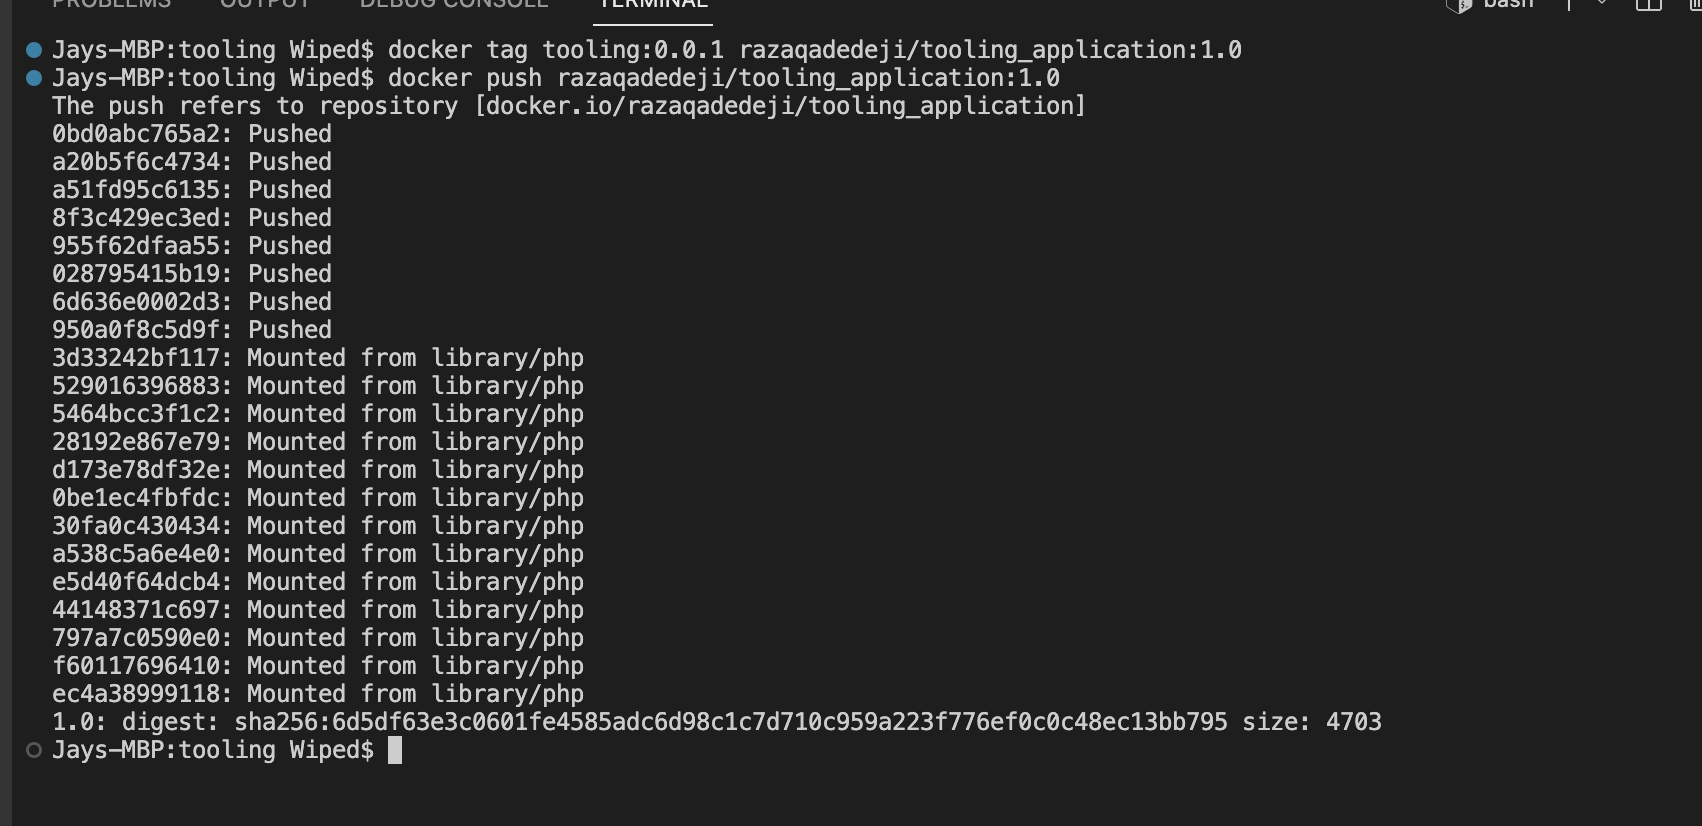 PROBLEMS OUTPUT DEBUG CONSOLE TERMINAL bash
Jays-MBP:tooling Wiped$ docker tag tooling:0.0.1 razaqadedeji/tooling_application:1.0
Jays-MBP:tooling Wiped$ docker push razaqadedeji/tooling_application:1.0
The push refers to repository [docker.io/razaqadedeji/tooling_application]
0bd0abc765a2: Pushed
a20b5f6c4734: Pushed
a51fd95c6135: Pushed
8f3c429ec3ed: Pushed
955f62dfaa55: Pushed
028795415b19: Pushed
6d636e0002d3: Pushed
950a0f8c5d9f: Pushed
3d33242bf117: Mounted from library/php
529016396883: Mounted from library/php
5464bcc3f1c2: Mounted from library/php
28192e867e79: Mounted from library/php
d173e78df32e: Mounted from library/php
0be1ec4fbfdc: Mounted from library/php
30fa0c430434: Mounted from library/php
a538c5a6e4e0: Mounted from library/php
e5d40f64dcb4: Mounted from library/php
44148371c697: Mounted from library/php
797a7c0590e0: Mounted from library/php
f60117696410: Mounted from library/php
ec4a38999118: Mounted from library/php
1.0: digest: sha256:6d5df63e3c0601fe4585adc6d98c1c7d710c959a223f776ef0c0c48ec13bb795 size: 4703
Jays-MBP:tooling Wiped$